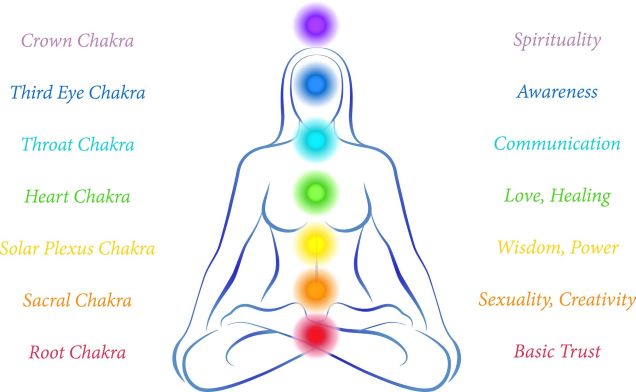 Crown Chakra
Spirituality
Third Eye Chakra
Awareness
Throat Chakra
Communication
Heart Chakra
Love, Healing
Solar Plexus Chakra
Wisdom, Power
Sacral Chakra
Sexuality, Creativity
Root Chakra
Basic Trust